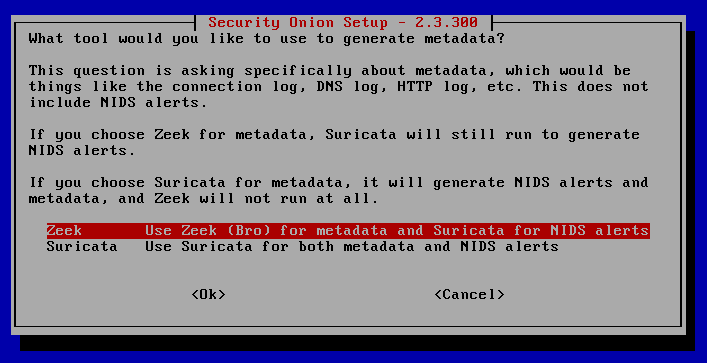 Security Onion Setup - 2.3.300
What tool would you like to use to generate metadata?
This question is asking specifically about metadata, which would be
things like the connection log, DNS log, HTTP log, etc. This does not
include NIDS alerts.
If you choose Zeek for metadata, Suricata will still run to generate
NIDS alerts.
If you choose Suricata for metadata, it will generate NIDS alerts and
metadata, and Zeek will not run at all.
Zeek Use Zeek (Bro) for metadata and Suricata for NIDS alerts
Suricata Use Suricata for both metadata and NIDS alerts
<Ok> <Cancel>